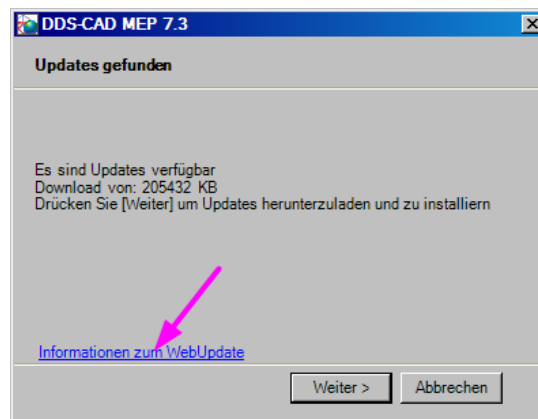 DDS-CAD MEP 7.3
Updates gefunden
Es sind Updates verfügbar
Download von: 205432 KB
Drücken Sie [Weiter] um Updates herunterzuladen und zu installiern
Informationen zum WebUpdate
Weiter >
Abbrechen